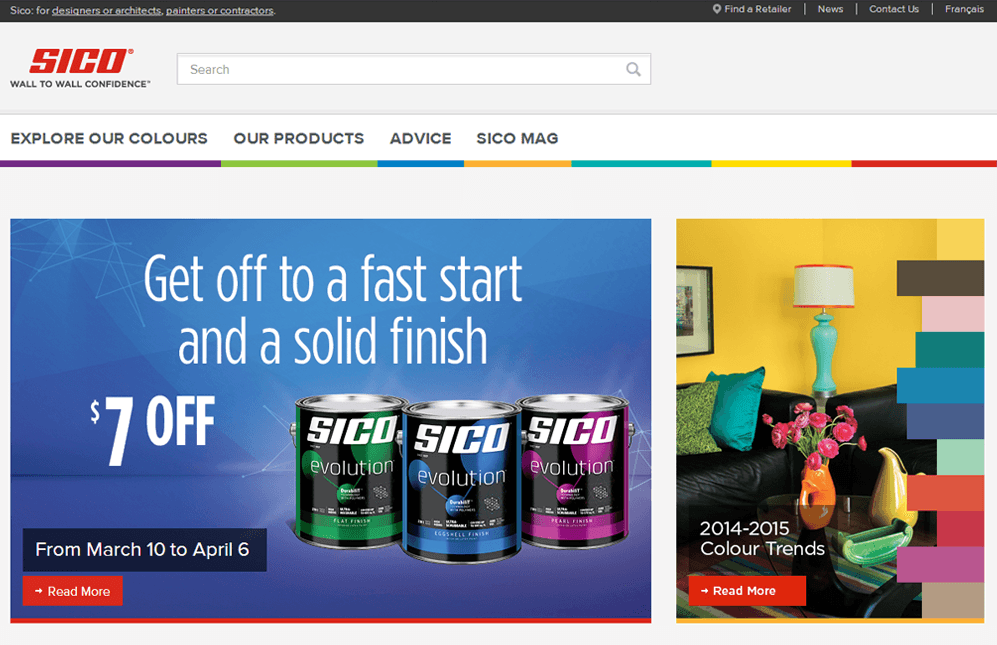 Sico: for designers or architects, painters or contractors.
Find a Retailer
News
Contact Us
Français
SICO®
WALL TO WALL CONFIDENCE™
Search
EXPLORE OUR COLOURS
OUR PRODUCTS
ADVICE
SICO MAG
Get off to a fast start
and a solid finish
$7 OFF
SICO
evolution
FLAT FINISH
SICO
evolution
EGGSHELL FINISH
SICO
evolution
PEARL FINISH
From March 10 to April 6
→ Read More
2014-2015
Colour Trends
→ Read More